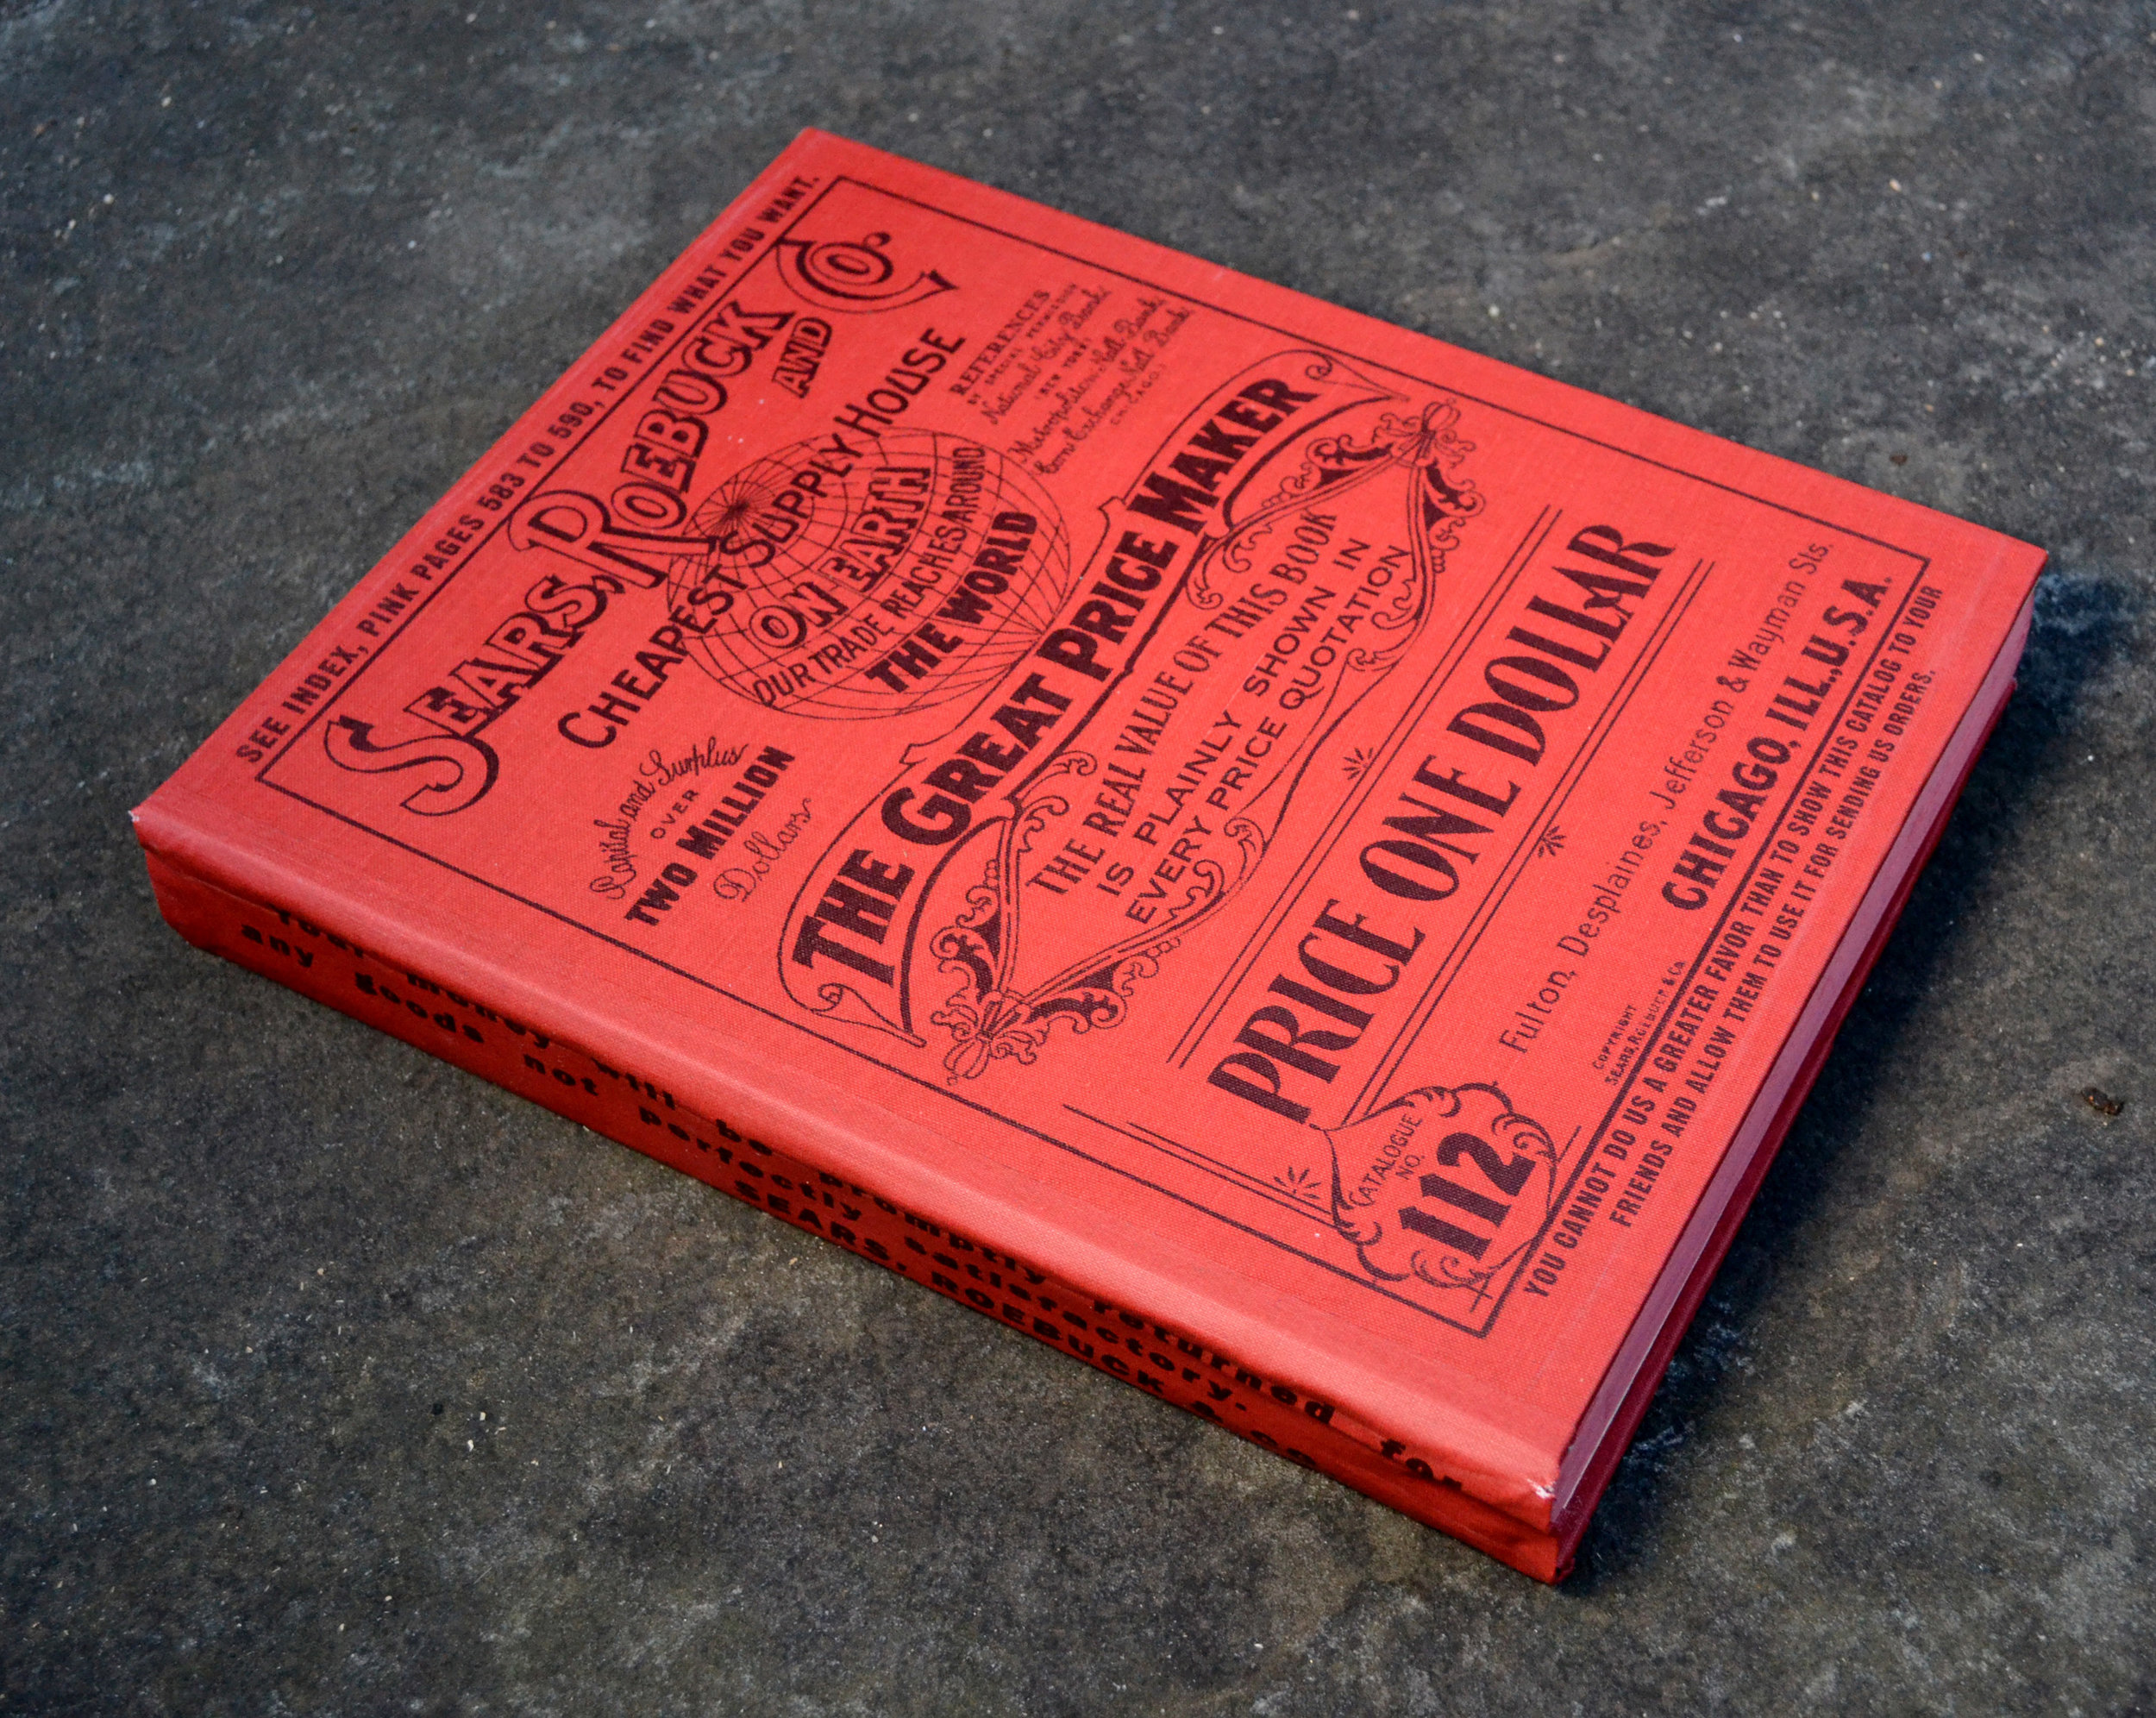 SEE INDEX, PINK PAGES 583 TO 590, TO FIND WHAT YOU WANT.
SEARS, ROEBUCK AND CO.
CHEAPEST SUPPLY HOUSE
ON EARTH
OUR TRADE REACHES AROUND
THE WORLD
Capital and Surplus
OVER
TWO MILLION
Dollars
REFERENCES
BY SPECIAL PERMISSION
National City Bank
NEW YORK
Metropolitan Natl Bank
Corn Exchange Natl Bank
CHICAGO.
THE GREAT PRICE MAKER
THE REAL VALUE OF THIS BOOK
IS PLAINLY SHOWN IN
EVERY PRICE QUOTATION
PRICE ONE DOLLAR
CATALOGUE
NO.
112
Fulton, Desplaines, Jefferson & Wayman Sts.
CHICAGO, ILL., U.S.A.
COPYRIGHT
SEARS, ROEBUCK & Co.
YOU CANNOT DO US A GREATER FAVOR THAN TO SHOW THIS CATALOG TO YOUR
FRIENDS AND ALLOW THEM TO USE IT FOR SENDING US ORDERS.
Your money will be promptly returned for
any goods not perfectly satisfactory.
SEARS, ROEBUCK & CO.